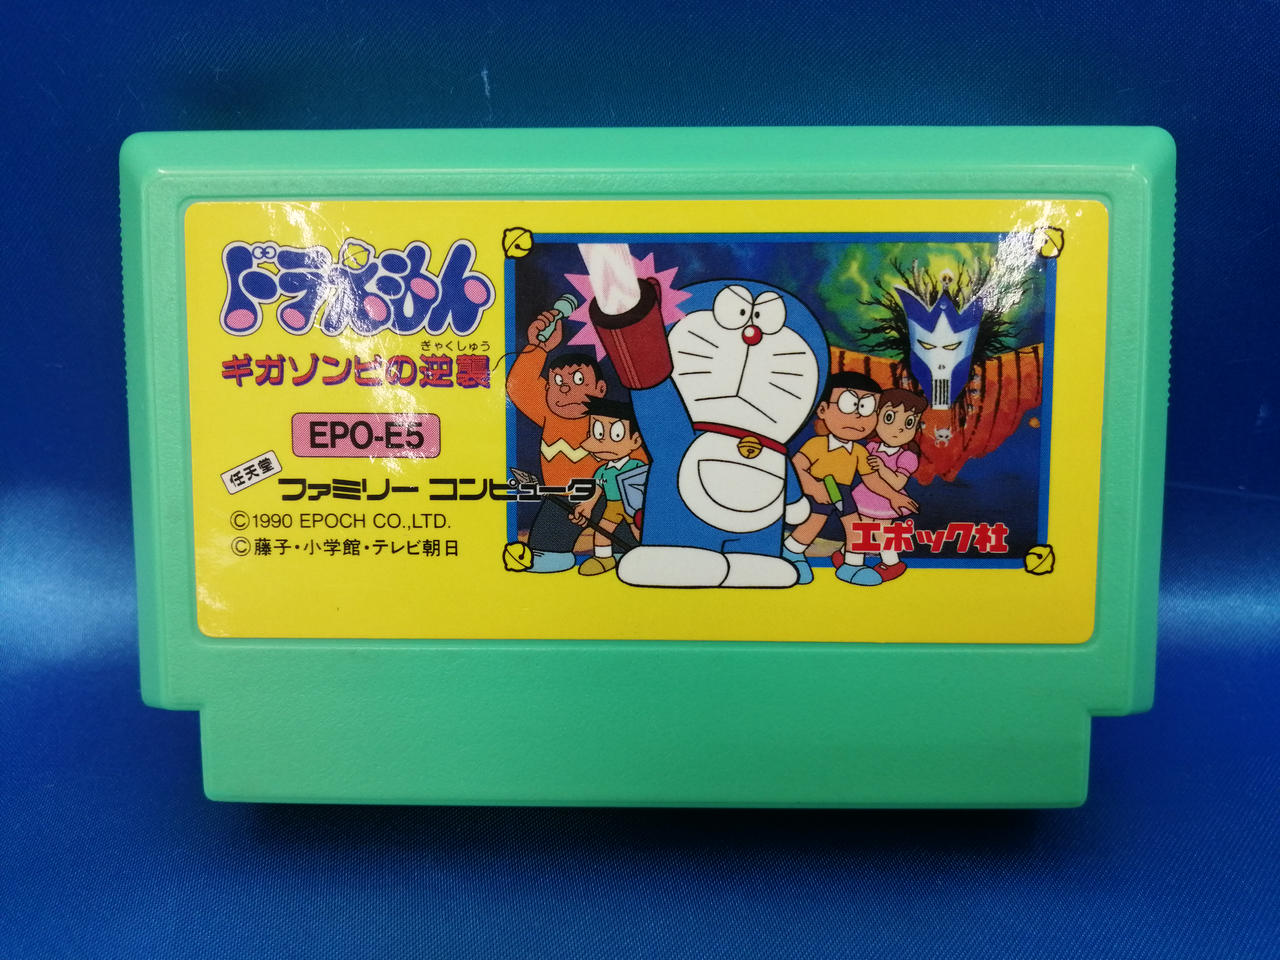 ドラえもん
ぎゃくしゅう
ギガゾンビの逆襲
EPO-E5
任天堂
ファミリー コンピュータ™
©1990 EPOCH CO.,LTD.
©藤子・小学館・テレビ朝日
エポック社